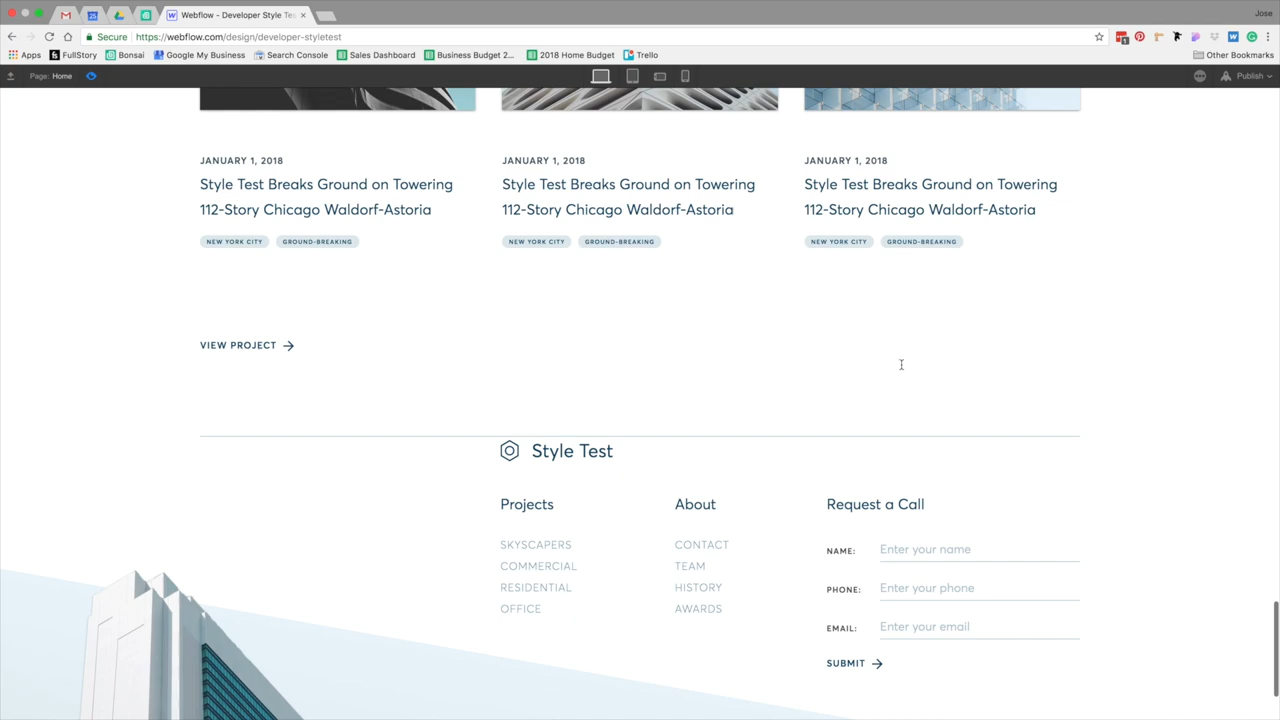 Webflow - Developer Style Tes
Jose
Secure https://webflow.com/design/developer-styletest
Apps FullStory Bonsai Google My Business Search Console Sales Dashboard Business Budget 2... 2018 Home Budget Trello Other Bookmarks
Page: Home Publish
JANUARY 1, 2018
Style Test Breaks Ground on Towering
112-Story Chicago Waldorf-Astoria
NEW YORK CITY GROUND-BREAKING
JANUARY 1, 2018
Style Test Breaks Ground on Towering
112-Story Chicago Waldorf-Astoria
NEW YORK CITY GROUND-BREAKING
JANUARY 1, 2018
Style Test Breaks Ground on Towering
112-Story Chicago Waldorf-Astoria
NEW YORK CITY GROUND-BREAKING
VIEW PROJECT
Style Test
Projects
SKYSCAPERS
COMMERCIAL
RESIDENTIAL
OFFICE
About
CONTACT
TEAM
HISTORY
AWARDS
Request a Call
NAME: Enter your name
PHONE: Enter your phone
EMAIL: Enter your email
SUBMIT